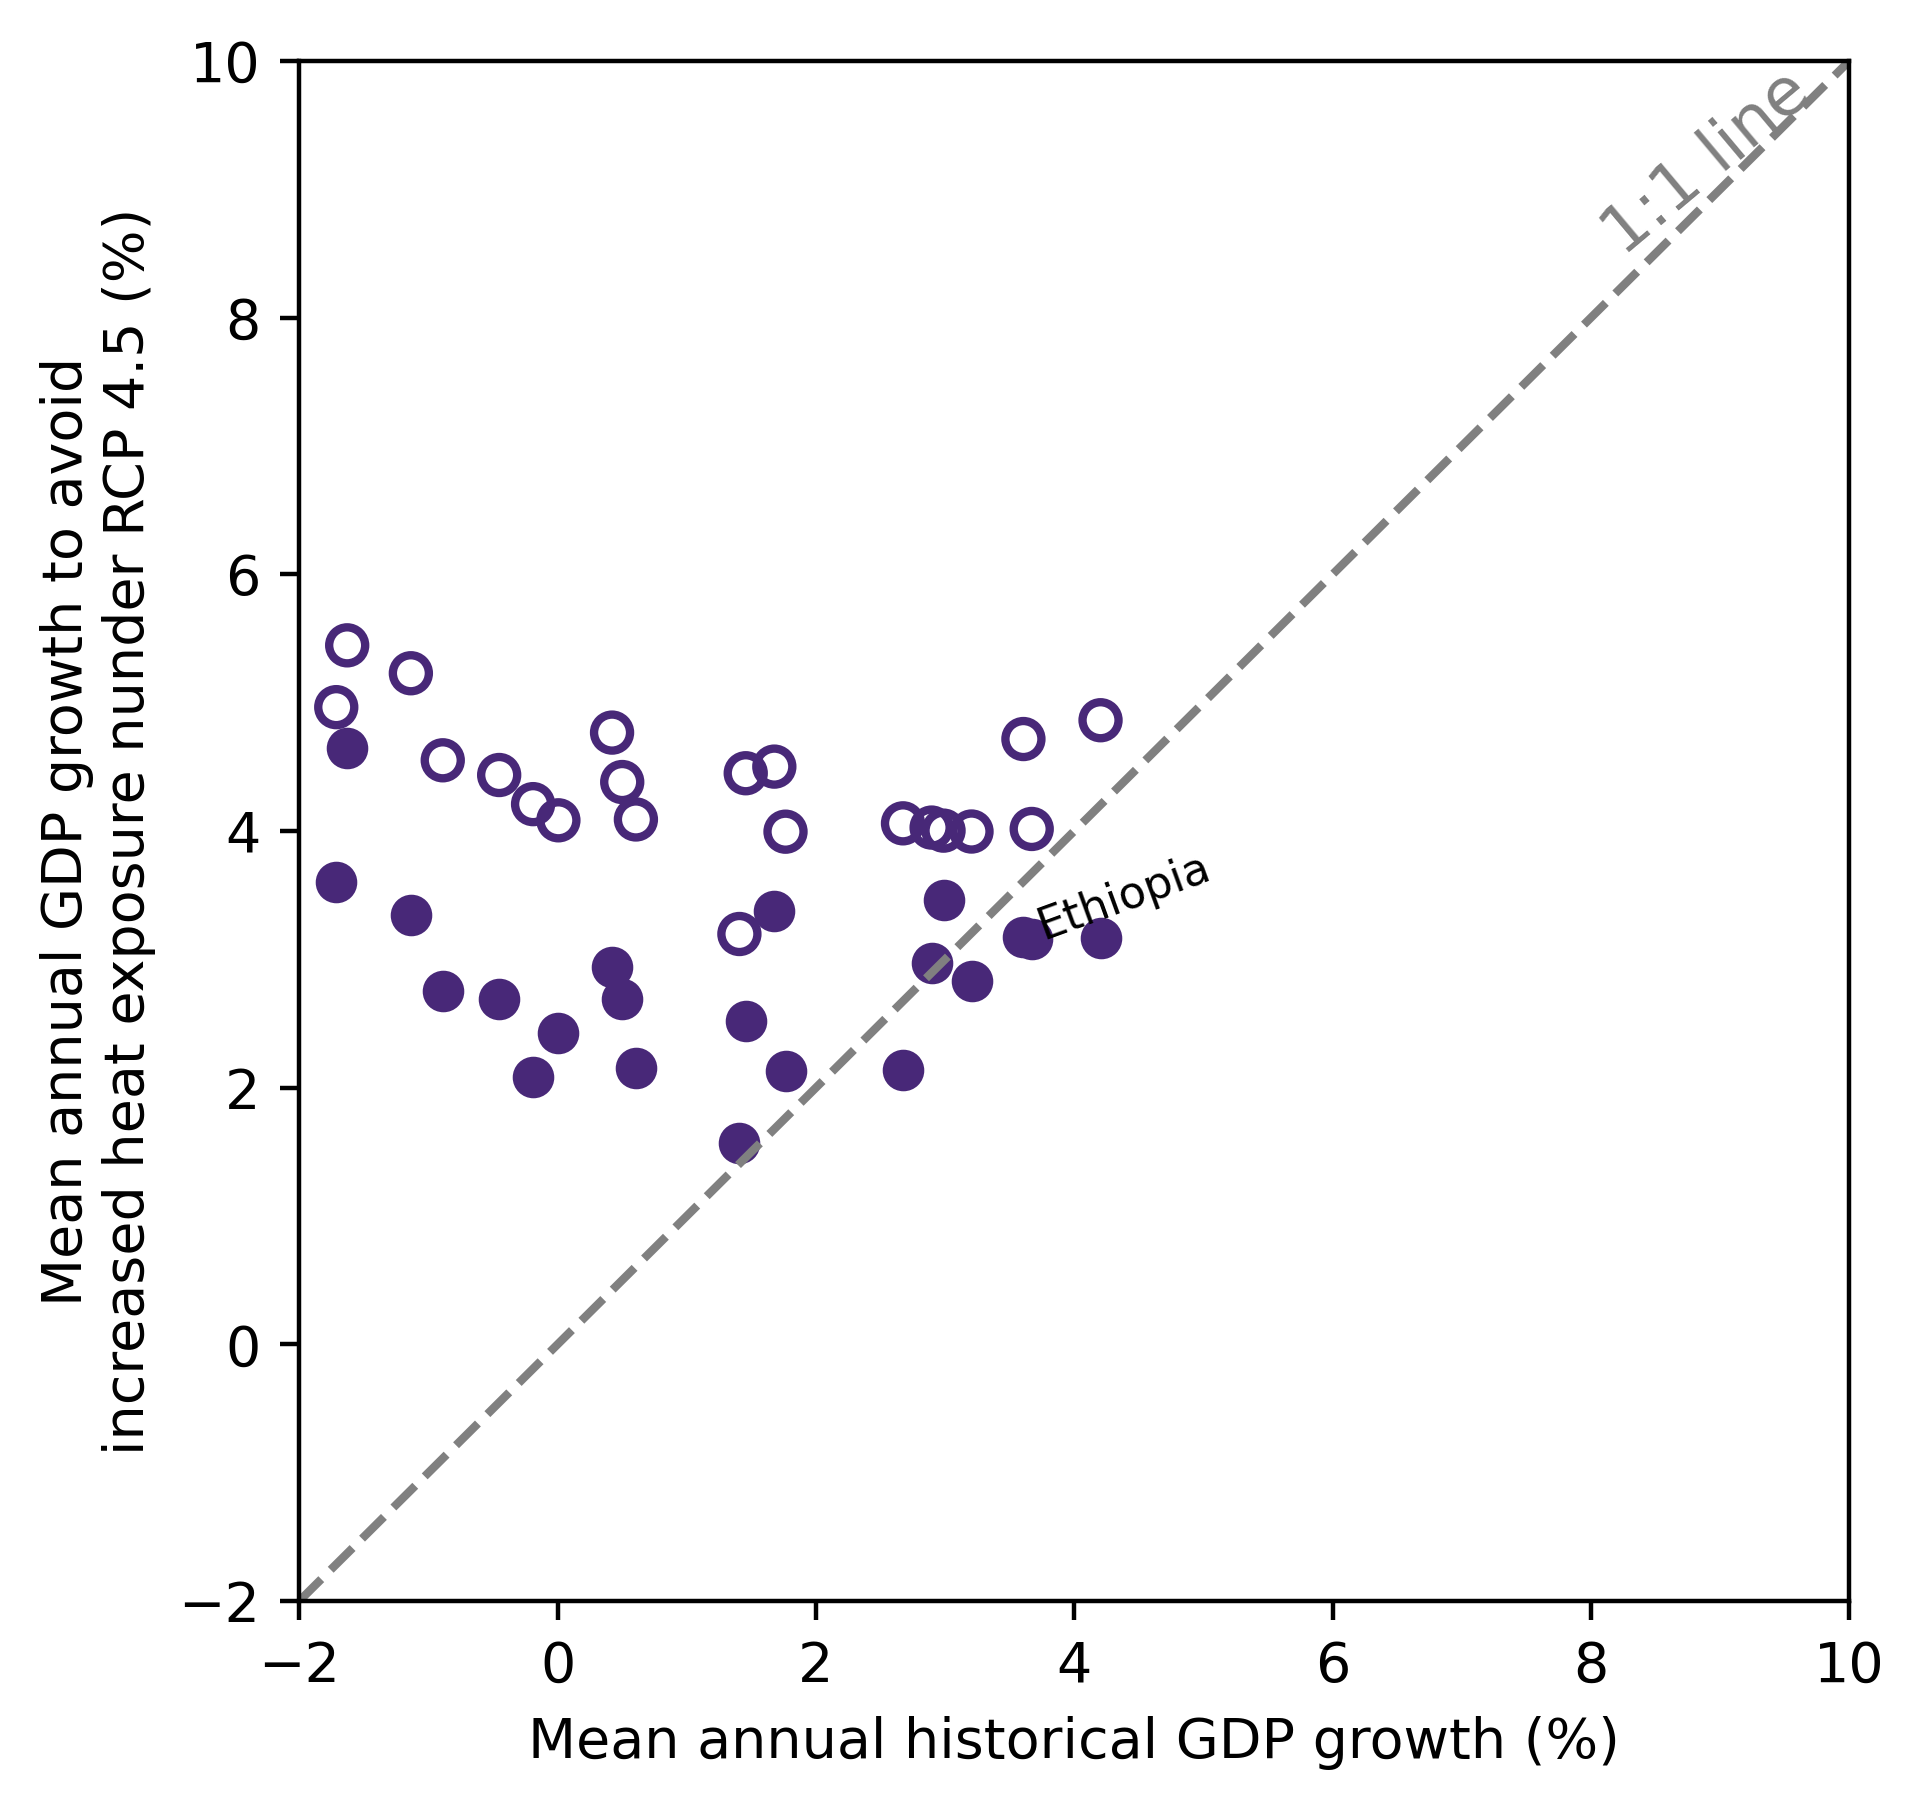 Mean annual GDP growth to avoid
increased heat exposure nunder RCP 4.5 (%)
10
8
6
4
2
0
−2
1:1 line
Ethiopia
−2 0 2 4 6 8 10
Mean annual historical GDP growth (%)